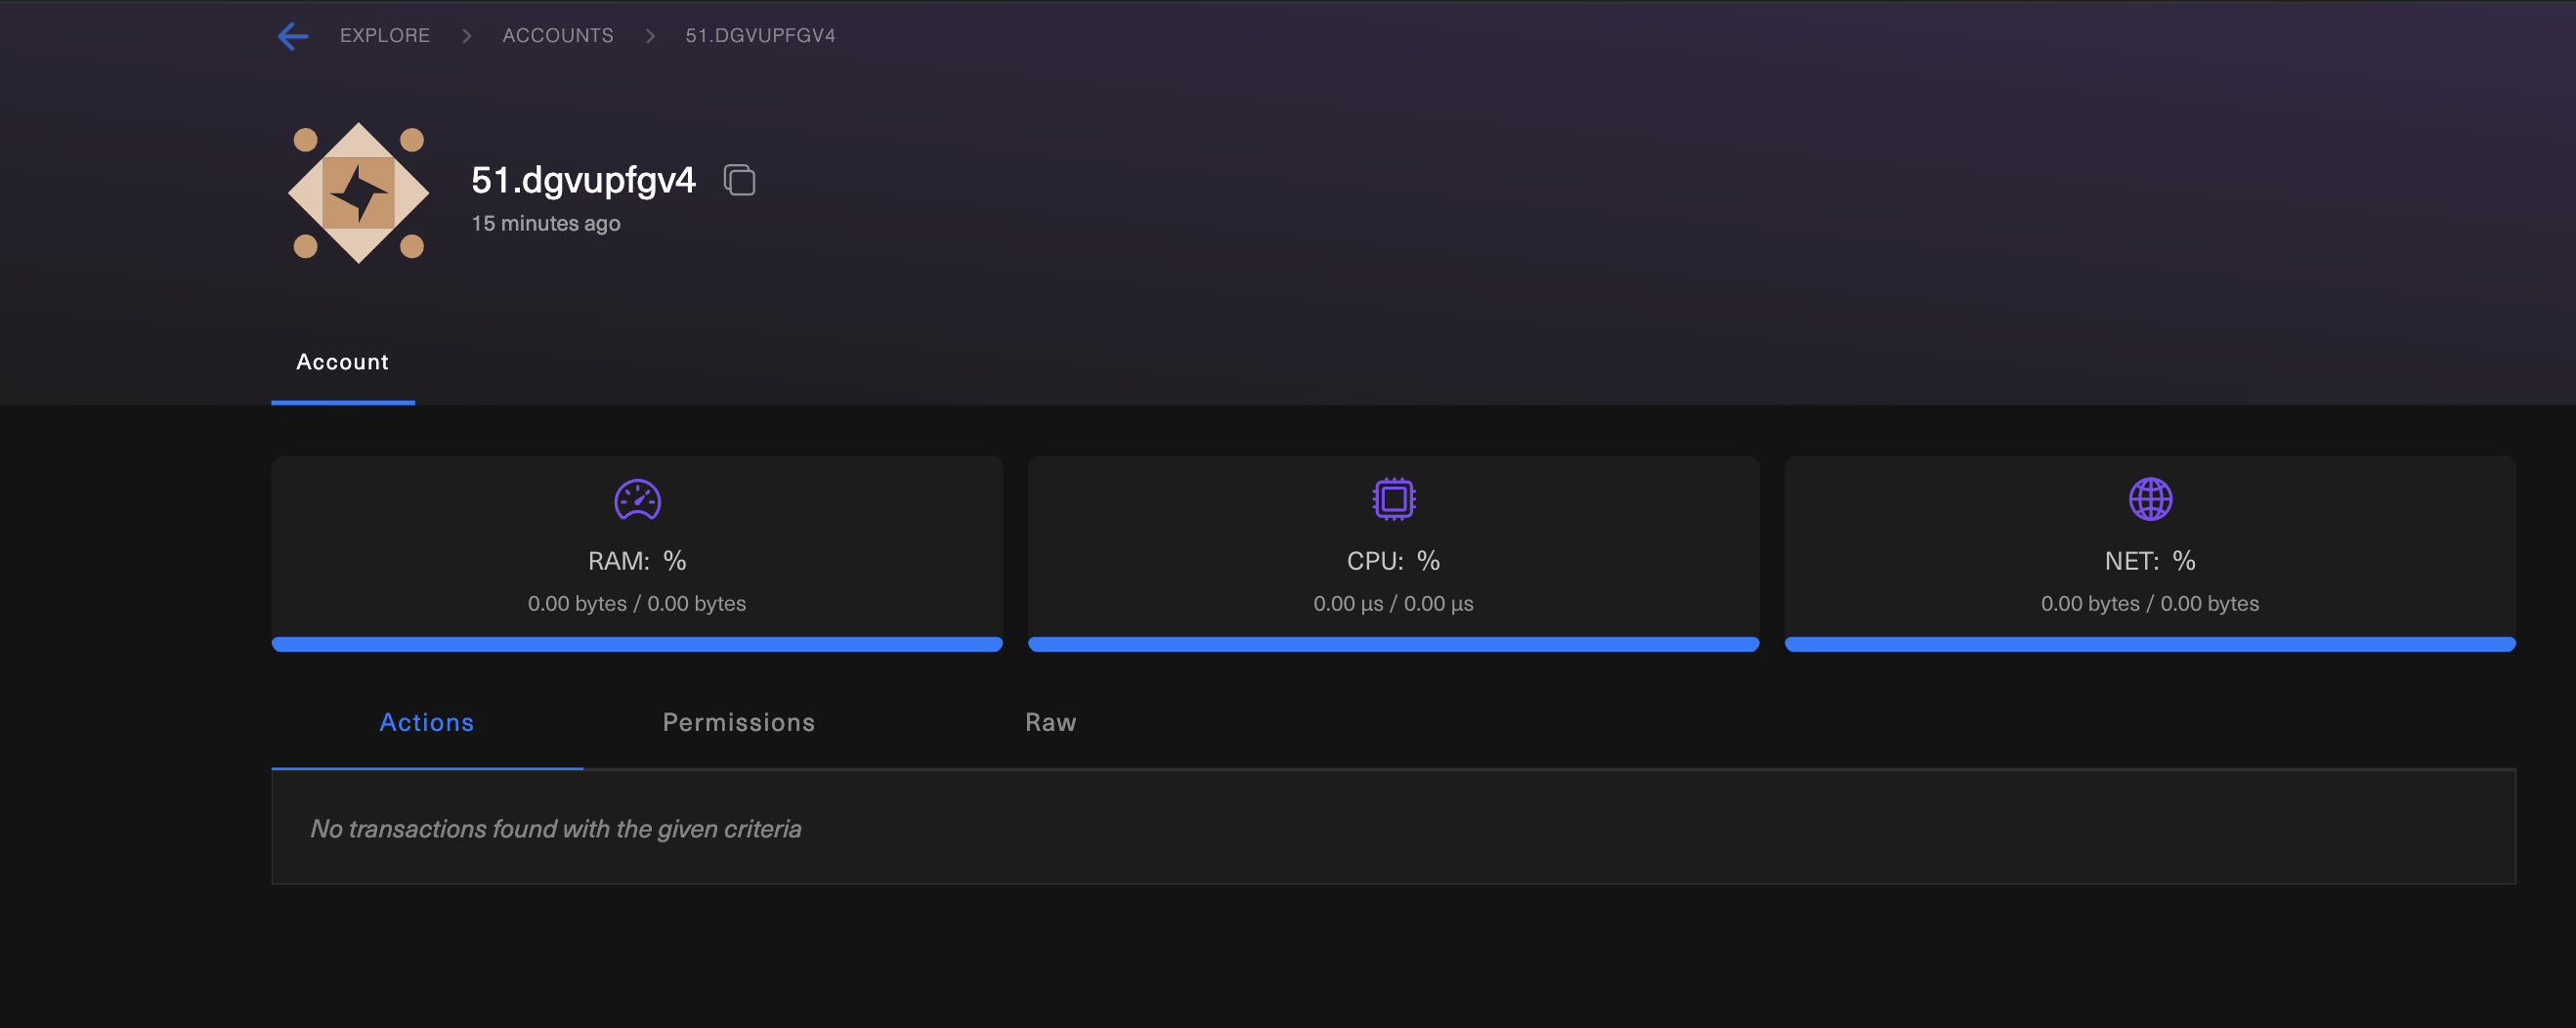 EXPLORE > ACCOUNTS > 51.DGVUPFGV4
51.dgvupfgv4
15 minutes ago
Account
RAM: %
0.00 bytes / 0.00 bytes
CPU: %
0.00 µs / 0.00 µs
NET: %
0.00 bytes / 0.00 bytes
Actions Permissions Raw
No transactions found with the given criteria